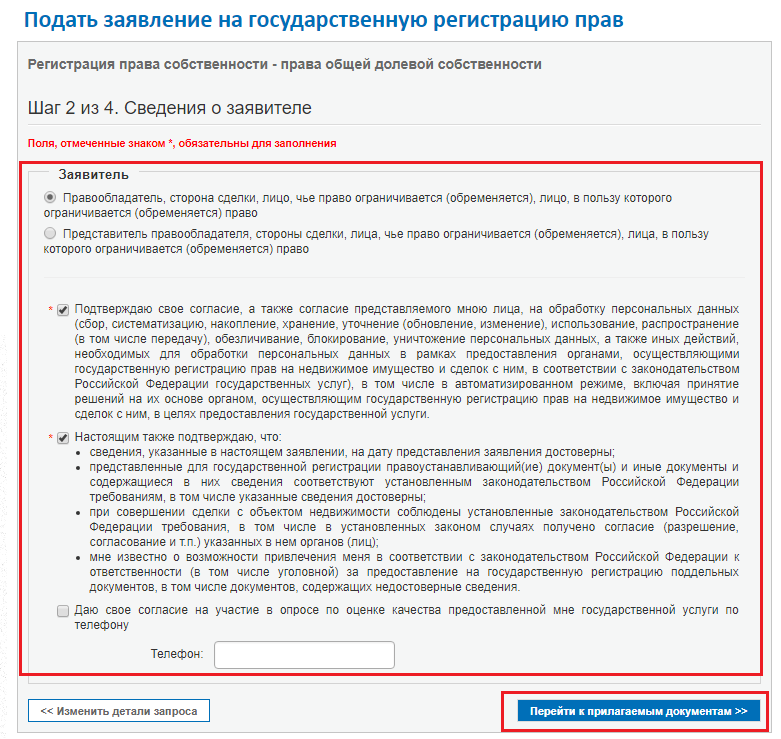 Подать заявление на государственную регистрацию прав
Регистрация права собственности - права общей долевой собственности
Шаг 2 из 4. Сведения о заявителе
Поля, отмеченные знаком *, обязательны для заполнения
Заявитель
Правообладатель, сторона сделки, лицо, чье право ограничивается (обременяется), лицо, в пользу которого
ограничивается (обременяется) право
Представитель правообладателя, стороны сделки, лица, чье право ограничивается (обременяется), лица, в пользу
которого ограничивается (обременяется) право
* Подтверждаю свое согласие, а также согласие представляемого мною лица, на обработку персональных данных
(сбор, систематизацию, накопление, хранение, уточнение (обновление, изменение), использование, распространение
(в том числе передачу), обезличивание, блокирование, уничтожение персональных данных, а также иных действий,
необходимых для обработки персональных данных в рамках предоставления органами, осуществляющими
государственную регистрацию прав на недвижимое имущество и сделок с ним, в соответствии с законодательством
Российской Федерации государственных услуг), в том числе в автоматизированном режиме, включая принятие
решений на их основе органом, осуществляющим государственную регистрацию прав на недвижимое имущество и
сделок с ним, в целях предоставления государственной услуги.
* Настоящим также подтверждаю, что:
• сведения, указанные в настоящем заявлении, на дату представления заявления достоверны;
• представленные для государственной регистрации правоустанавливающий(ие) документ(ы) и иные документы и
содержащиеся в них сведения соответствуют установленным законодательством Российской Федерации
требованиям, в том числе указанные сведения достоверны;
• при совершении сделки с объектом недвижимости соблюдены установленные законодательством Российской
Федерации требования, в том числе в установленных законом случаях получено согласие (разрешение,
согласование и т.п.) указанных в нем органов (лиц);
• мне известно о возможности привлечения меня в соответствии с законодательством Российской Федерации к
ответственности (в том числе уголовной) за предоставление на государственную регистрацию поддельных
документов, в том числе документов, содержащих недостоверные сведения.
Даю свое согласие на участие в опросе по оценке качества предоставленной мне государственной услуги по
телефону
Телефон:
<< Изменить детали запроса
Перейти к прилагаемым документам >>